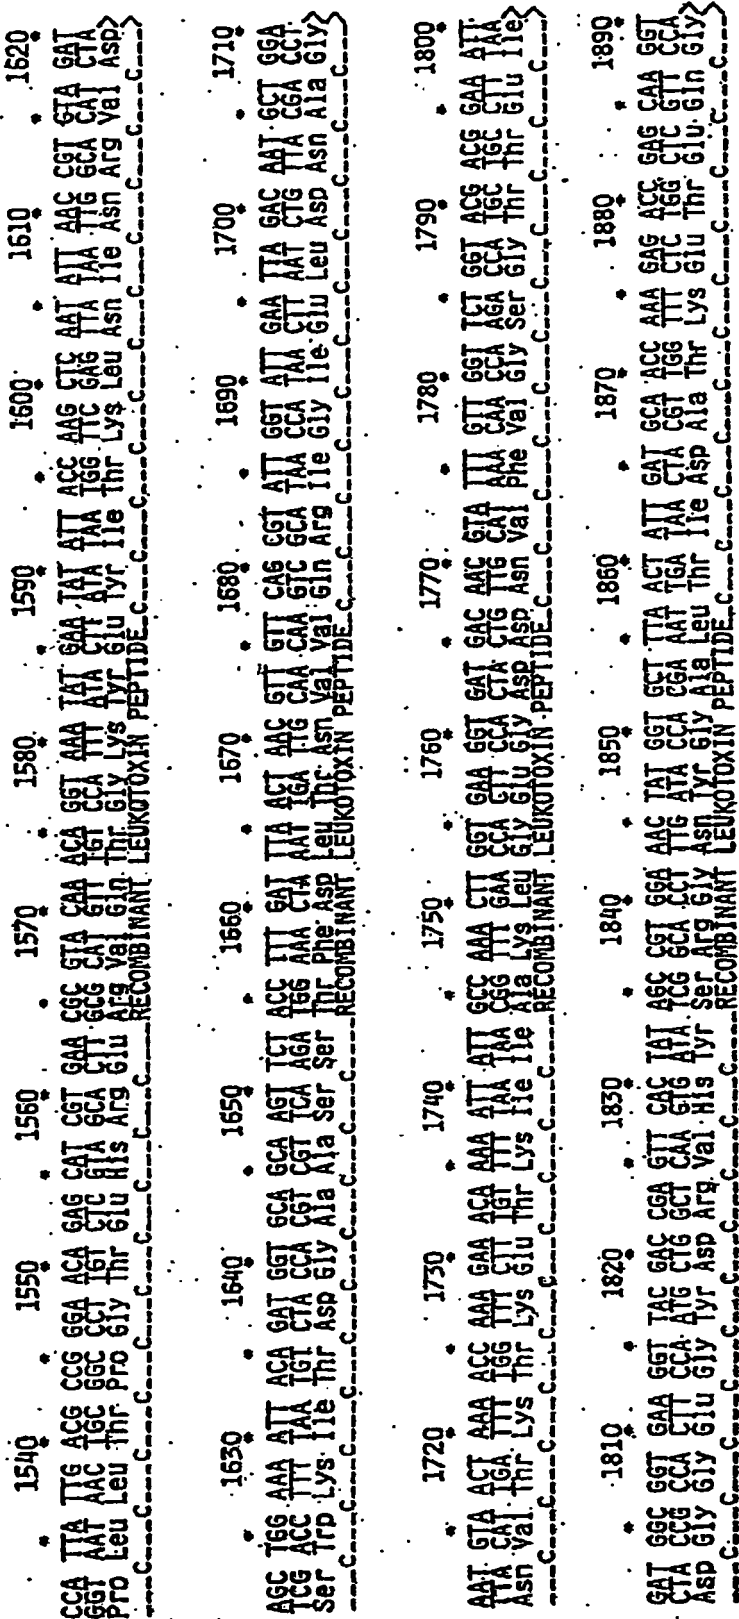 1540 1550 1560 1570 1580 1590 1600 1610 1620
* * * * * * * * * * * * * * * * * *
CCA TTA TTG ACG CCG GGA ACA GAG CAT CGT GAA CGC GTA CAA ACA GGT AAA TAT GAA TAT ATT ACC AAG CTC AAT ATT AAC CGT GTA GAT
GGT AAT AAC TGC GGC CCT TGT CTC GTA GCA CTT GCG CAT GTT TGT CCA TTT ATA CTT ATA TAA TGG TTC GAG TTA TAA TTG GCA CAT CTA
Pro Leu Leu Thr Pro Gly Thr Glu His Arg Glu Arg Val Gln Thr Gly Lys Tyr Glu Tyr Ile Thr Lys Leu Asn Ile Asn Arg Val Asp>
___C____C____C____C____C____C___RECOMBINANT LEUKOTOXIN PEPTIDE_C____C____C____C____C____C____C___>
1630 1640 1650 1660 1670 1680 1690 1700 1710
* * * * * * * * * * * * * * * * * *
AGC TGG AAA ATT ACA GAT GGT GCA GCA AGT TCT ACC TTT GAT TTA ACT AAC GTT GTT CAG CGT ATT GGT ATT GAA TTA GAC AAT GCT GGA
TCG ACC TTT TAA TGT CTA CCA CGT CGT TCA AGA TGG AAA CTA AAT TGA TTG CAA CAA GTC GCA TAA CCA TAA CTT AAT CTG TTA CGA CCT
Ser Trp Lys Ile Thr Asp Gly Ala Ala Ser Ser Thr Phe Asp Leu Thr Asn Val Val Gln Arg Ile Gly Ile Glu Leu Asp Asn Ala Gly>
___C____C____C____C____C____C___RECOMBINANT LEUKOTOXIN PEPTIDE_C____C____C____C____C____C____C___>
1720 1730 1740 1750 1760 1770 1780 1790 1800
* * * * * * * * * * * * * * * * * *
AAT GTA ACT AAA ACC AAA GAA ACA AAA ATT ATT GCC AAA CTT GGT GAA GGT GAT GAC AAC GTA TTT GTT GGT TCT GGT ACG ACG GAA ATT
TTA CAT TGA TTT TGG TTT CTT TGT TTT TAA TAA CGG TTT GAA CCA CTT CCA CTA CTG TTG CAT AAA CAA CCA AGA CCA TGC TGC CTT TAA
Asn Val Thr Lys Thr Lys Glu Thr Lys Ile Ile Ala Lys Leu Gly Glu Gly Asp Asp Asn Val Phe Val Gly Ser Gly Thr Thr Glu Ile>
___C____C____C____C____C____C___RECOMBINANT LEUKOTOXIN PEPTIDE_C____C____C____C____C____C____C___>
1810 1820 1830 1840 1850 1860 1870 1880 1890
* * * * * * * * * * * * * * * * * *
GAT GGC GGT GAA GGT TAC GAC CGA GTT CAC TAT AGC CGT GGA AAC TAT GGT GCT TTA ACT ATT GAT GCA ACC AAA GAG ACC GAG CAA GGT
CTA CCG CCA CTT CCA ATG CTG GCT CAA GTG ATA TCG GCA CCT TTG ATA CCA CGA AAT TGA TAA CTA CGT TGG TTT CTC TGG CTC GTT CCA
Asp Gly Gly Glu Gly Tyr Asp Arg Val His Tyr Ser Arg Gly Asn Tyr Gly Ala Leu Thr Ile Asp Ala Thr Lys Glu Thr Glu Gln Gly>
___C____C____C____C____C____C___RECOMBINANT LEUKOTOXIN PEPTIDE_C____C____C____C____C____C____C___>